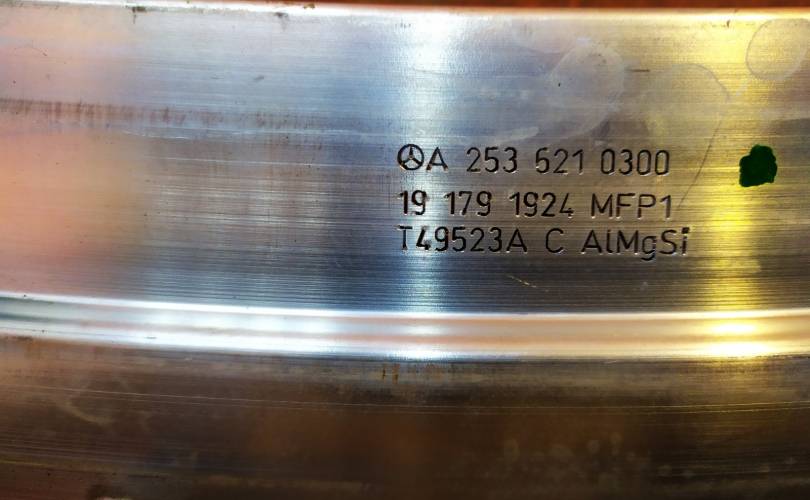 A 253 621 0300
19 179 1924 MFP1
T49523A C AlMgSi